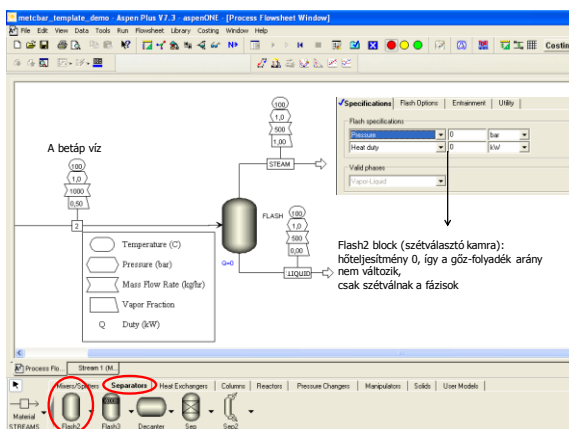 metcbar_template_demo - Aspen Plus V7.3 - aspenONE - [Process Flowsheet Window]
File Edit View Data Tools Run Flowsheet Library Costing Window Help
Costin
Specifications Flash Options Entrainment Utility
Flash specifications
Pressure 0 bar
Heat duty 0 kW
Valid phases
Vapor-Liquid
100
1,0
500
1,00
STEAM
A betáp víz
100
1,0
1000
0,50
2
FLASH
Q=0
100
1,0
500
0,00
LIQUID
Temperature (C)
Pressure (bar)
Mass Flow Rate (kg/hr)
Vapor Fraction
Q Duty (kW)
Flash2 block (szétválasztó kamra):
hőteljesítmény 0, így a gőz-folyadék arány
nem változik,
csak szétválnak a fázisok
Process Flo... Stream 1 (M...
Mixers/Splitters Separators Heat Exchangers Columns Reactors Pressure Changers Manipulators Solids User Models
Material
STREAMS Flash2 Flash3 Decanter Sep Sep2